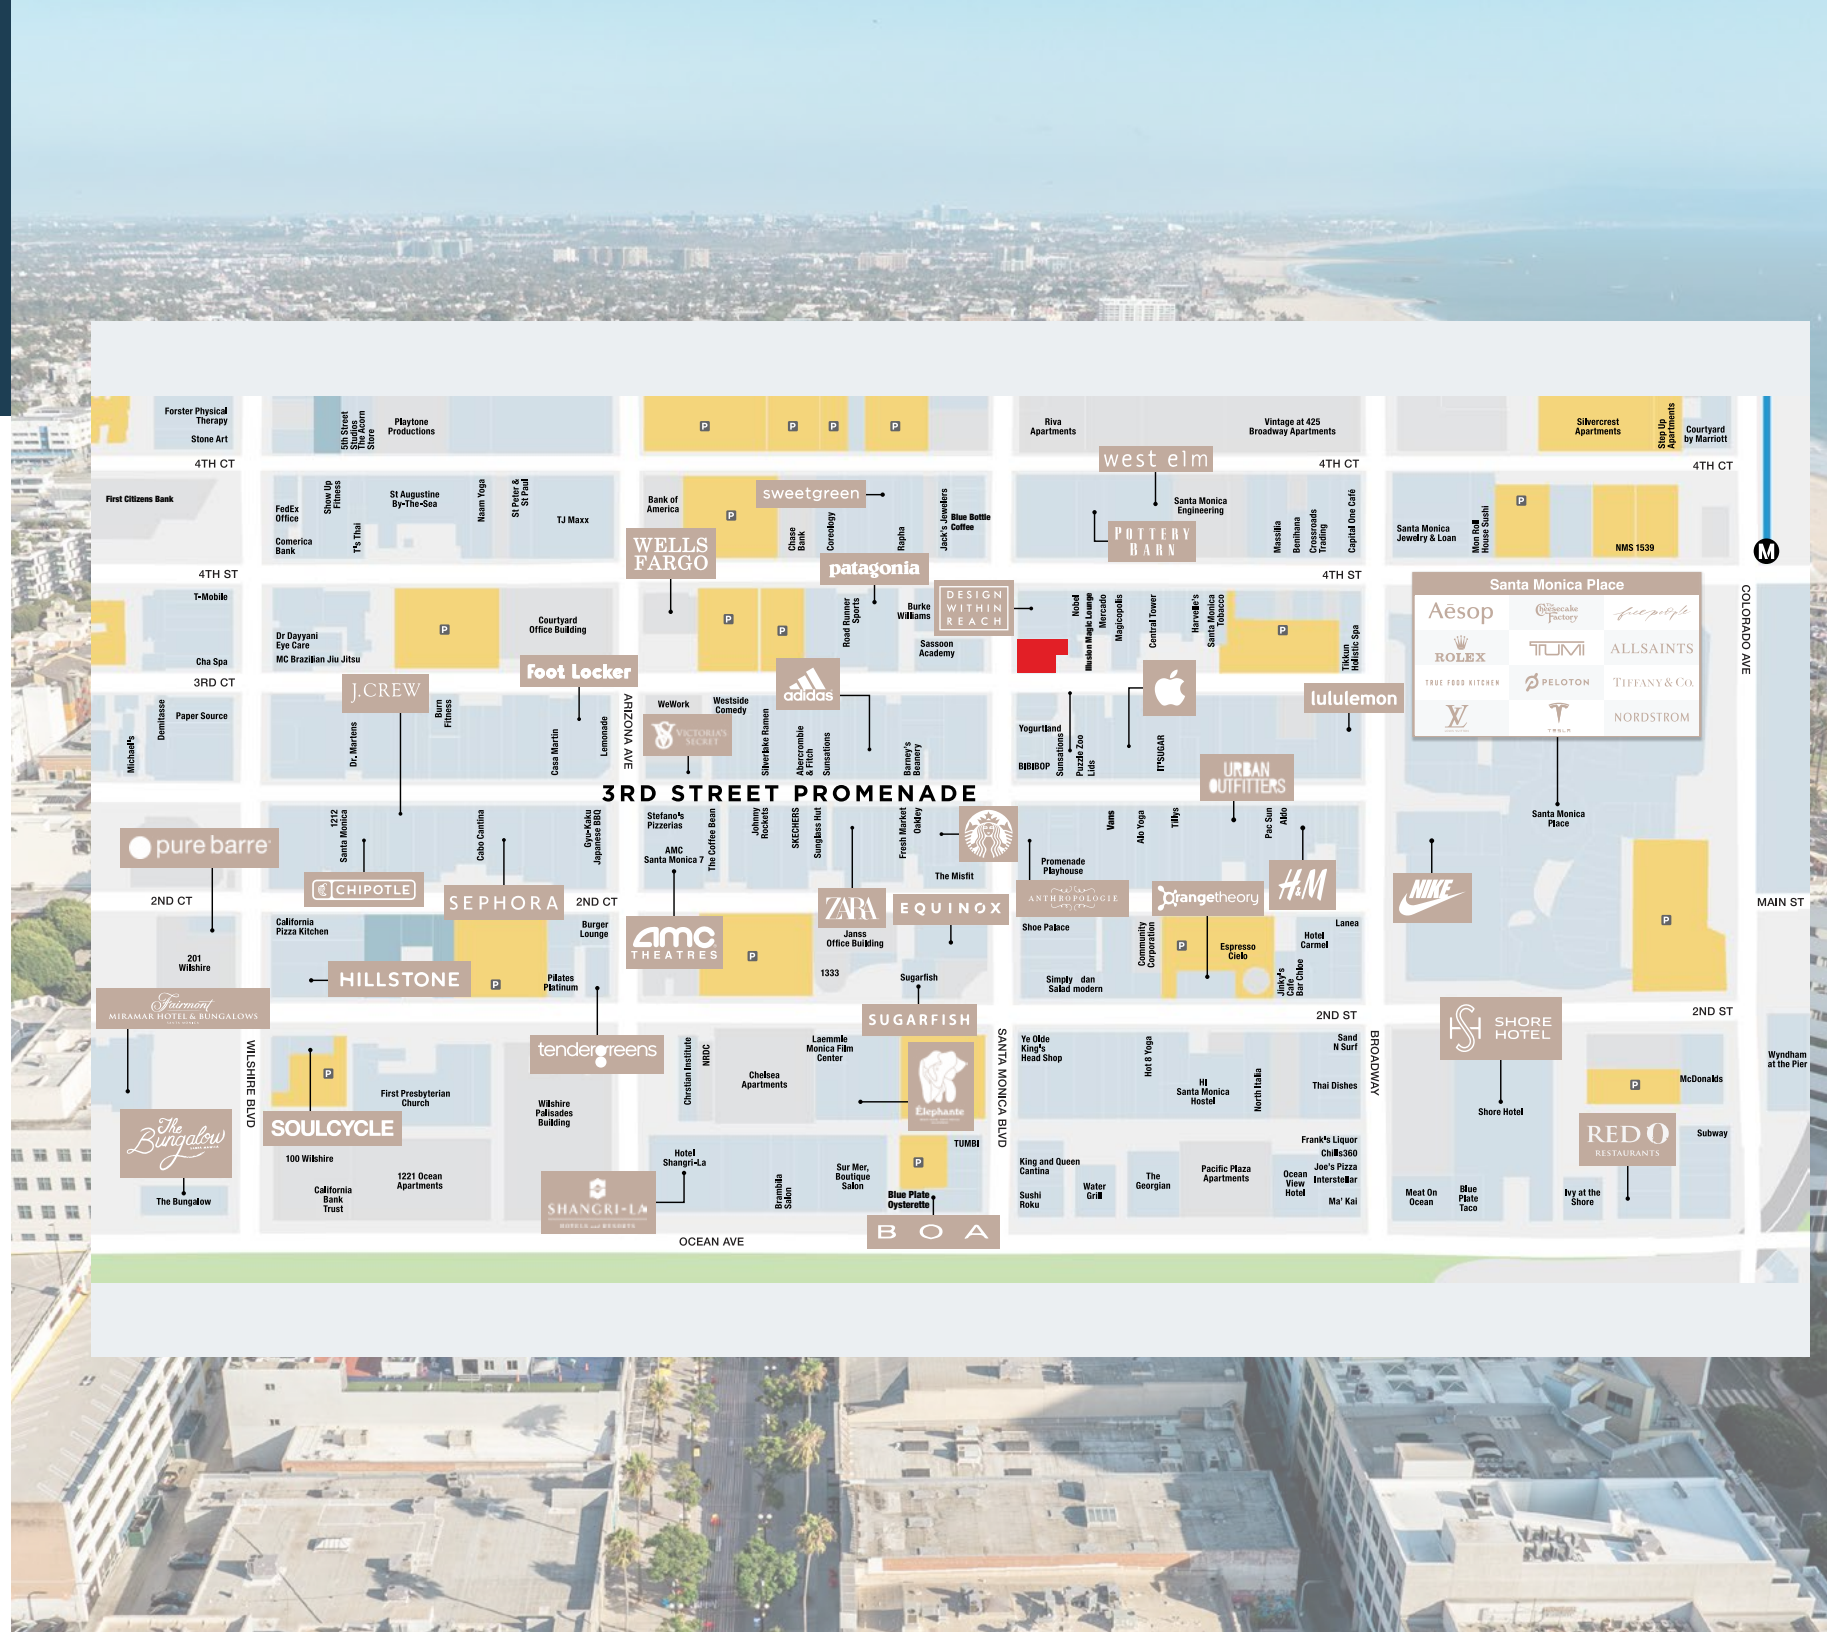 Forster Physical
Therapy
Stone Art
5th Street
Studios
The Acorn
Store
Playtone
Productions
P
P
P
P
Riva
Apartments
Vintage at 425
Broadway Apartments
Silvercrest
Apartments
Step Up
Apartments
Courtyard
by Marriott
4TH CT
west elm
4TH CT
4TH CT
First Citizens Bank
FedEx
Office
Comerica
Bank
Show Up
Fitness
T's Thai
St Augustine
By-The-Sea
Naam Yoga
St Peter &
St Paul
TJ Maxx
Bank of
America
P
sweetgreen
Chase
Bank
Coreology
Rapha
Jack's Jewelers
Blue Bottle
Coffee
POTTERY
BARN
Santa Monica
Engineering
Massilia
Benihana
Crossroads
Trading
Capital One Café
Santa Monica
Jewelry & Loan
Mon Roll
House Sushi
P
NMS 1539
M
WELLS
FARGO
patagonia
4TH ST
4TH ST
T-Mobile
Cha Spa
Dr Dayyani
Eye Care
MC Brazilian Jiu Jitsu
P
Courtyard
Office Building
P
P
Road Runner
Sports
Burke
Williams
Sassoon
Academy
DESIGN
WITHIN
REACH
Nobel
Illusion Magic Lounge
Mercado
Magicopolis
Central Tower
Harvelle's
Santa Monica
Tobacco
P
Tikkun
Holistic Spa
Santa Monica Place
Aēsop
The
Cheesecake
Factory
free people
ROLEX
TUMI
ALLSAINTS
TRUE FOOD KITCHEN
PELOTON
TIFFANY & CO.
LV
TESLA
NORDSTROM
COLORADO AVE
3RD CT
J.CREW
foot Locker
adidas
lululemon
Michael's
Demitasse
Paper Source
Dr. Martens
Burn
Fitness
Casa Martin
Lemonade
ARIZONA AVE
WeWork
VICTORIA'S
SECRET
Westside
Comedy
Silverlake Ramen
Abercrombie
& Fitch
Sunsations
Barney's
Beanery
Yogurtland
BIBIBOP
Sunsations
Puzzle Zoo
Lids
IT'SUGAR
URBAN
OUTFITTERS
3RD STREET PROMENADE
pure barre
1212
Santa Monica
CHIPOTLE
Cabo Cantina
SEPHORA
Gyu-Kaku
Japanese BBQ
Stefano's
Pizzerias
AMC
Santa Monica 7
The Coffee Bean
Johnny
Rockets
SKECHERS
Sunglass Hut
Fresh Market
Oakley
The Misfit
Promenade
Playhouse
Vans
Alo Yoga
Tillys
Pac Sun
Aldo
H&M
NIKE
Santa Monica
Place
2ND CT
2ND CT
ZARA
EQUINOX
ANTHROPOLOGIE
Orangetheory
MAIN ST
201
Wilshire
California
Pizza Kitchen
HILLSTONE
P
Pilates
Platinum
Burger
Lounge
amc
THEATRES
P
Janss
Office Building
1333
Sugarfish
Shoe Palace
Simply dan
Salad modern
Community
Corporation
P
Espresso
Cielo
Jinky's
Cafe
Bar Chloe
Hotel
Carmel
Lanea
P
Fairmont
MIRAMAR HOTEL & BUNGALOWS
SUGARFISH
2ND ST
SHORE
HOTEL
2ND ST
WILSHIRE BLVD
P
SOULCYCLE
First Presbyterian
Church
tendergreens
Wilshire
Palisades
Building
Christian Institute
NRDC
Chelsea
Apartments
Laemmle
Monica Film
Center
Élephante
SANTA MONICA BLVD
Ye Olde
King's
Head Shop
Hot 8 Yoga
HI
Santa Monica
Hostel
North Italia
Sand
N Surf
Thai Dishes
BROADWAY
Shore Hotel
P
McDonalds
Wyndham
at the Pier
The
Bungalow
The Bungalow
100 Wilshire
California
Bank
Trust
1221 Ocean
Apartments
SHANGRI-LA
HOTELS and RESORTS
Hotel
Shangri-La
Brambila
Salon
Sur Mer,
Boutique
Salon
P
TUMBI
Blue Plate
Oysterette
BOA
King and Queen
Cantina
Sushi
Roku
Water
Grill
The
Georgian
Pacific Plaza
Apartments
Ocean
View
Hotel
Frank's Liquor
Chills360
Joe's Pizza
Interstellar
Ma' Kai
Meat On
Ocean
Blue
Plate
Taco
Ivy at the
Shore
RED O
RESTAURANTS
Subway
OCEAN AVE